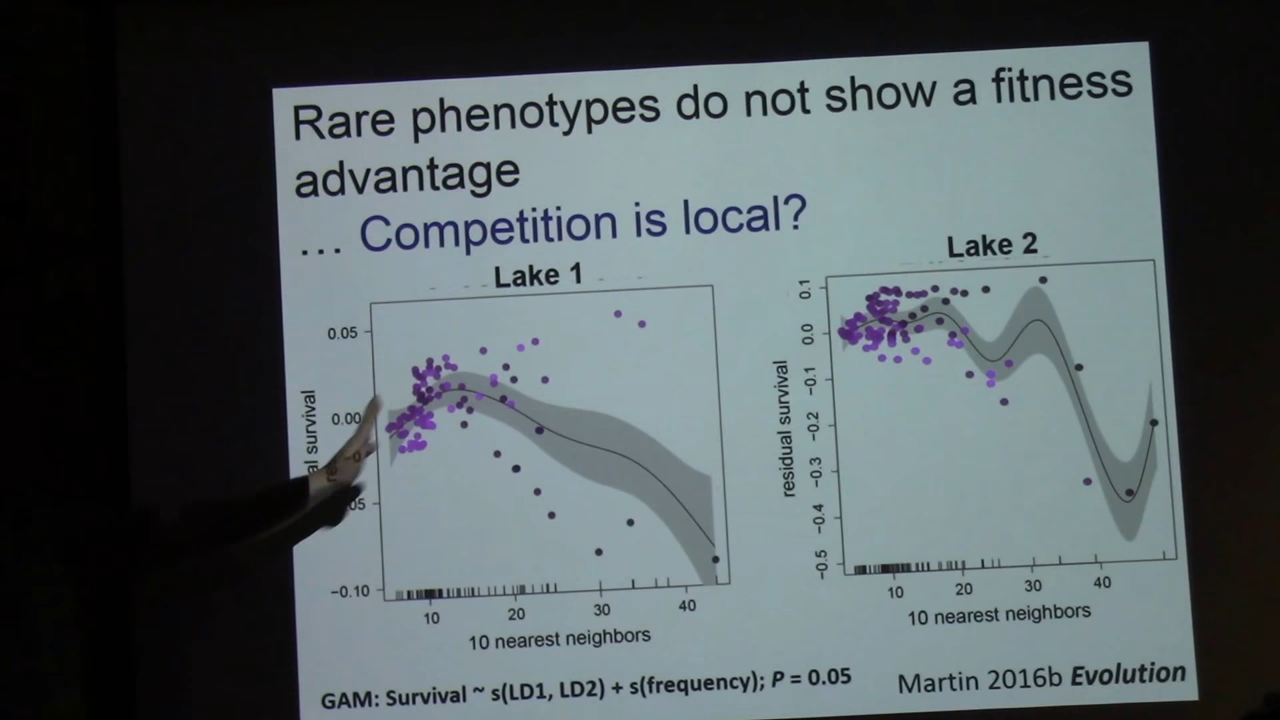 Rare phenotypes do not show a fitness
advantage
... Competition is local?
Lake 1
Lake 2
0.05
0.00
05
-0.10
al survival
10
20
30
40
10 nearest neighbors
0.1
0.0
-0.1
-0.2
-0.3
-0.4
-0.5
residual survival
10
20
30
40
10 nearest neighbors
GAM: Survival ~ s(LD1, LD2) + s(frequency); P = 0.05
Martin 2016b Evolution